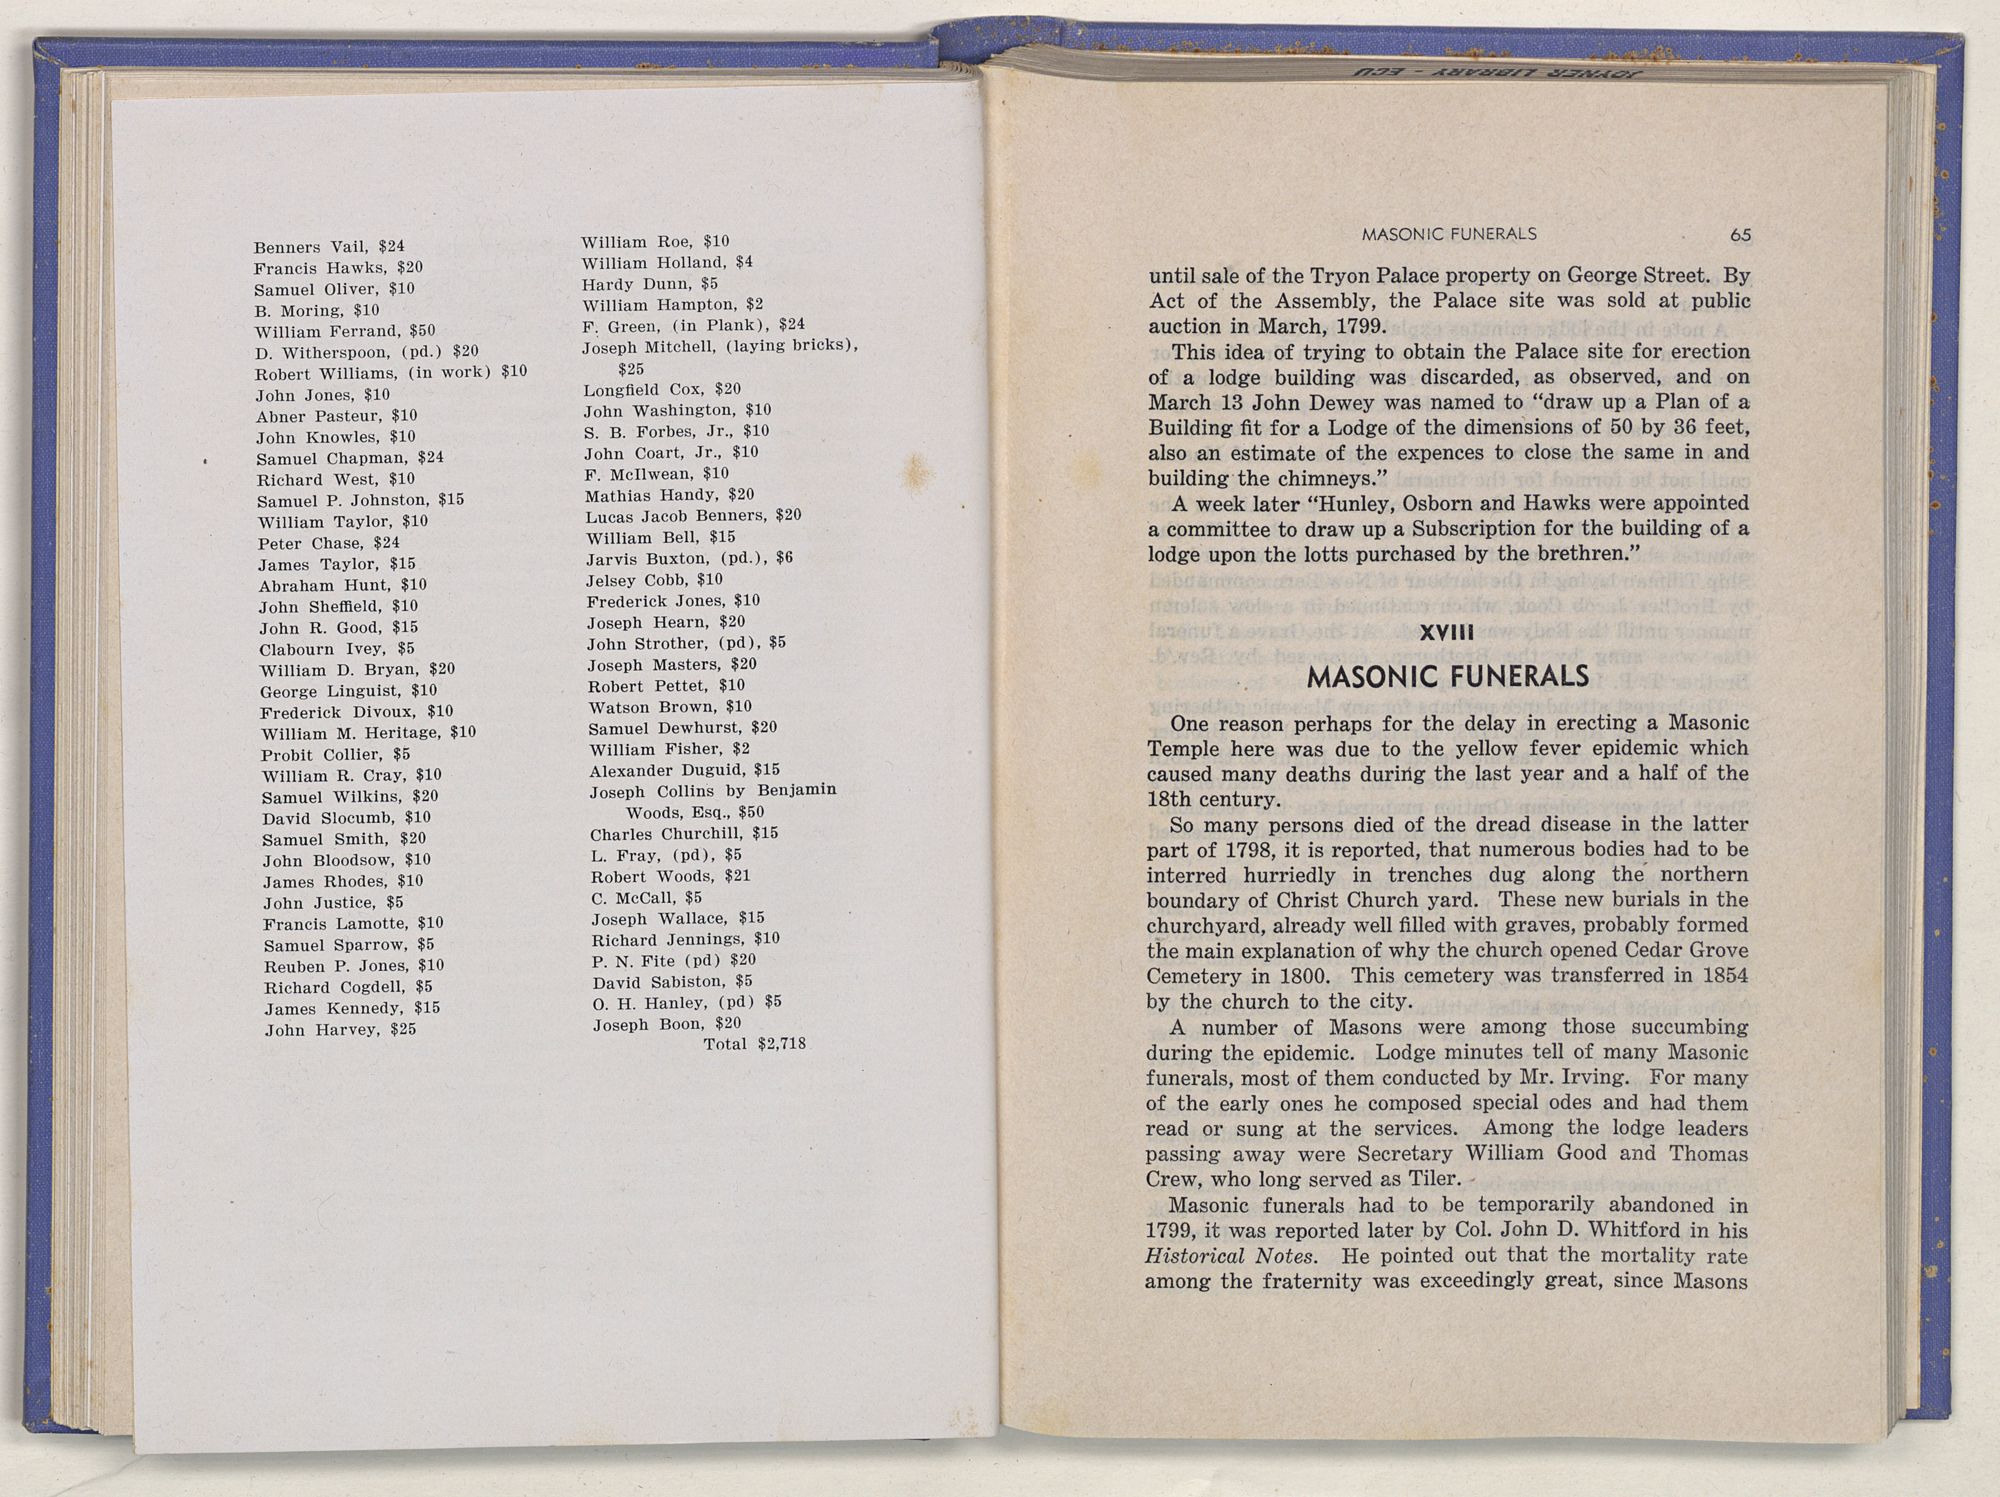 Benners Vail, $24
Francis Hawks, $20
Samuel Oliver, $10
B. Moring, $10
William Ferrand, $50
D. Witherspoon, (pd.) $20
Robert Williams, (in work) $10
John Jones, $10
Abner Pasteur, $10
John Knowles, $10
Samuel Chapman, $24
Richard West, $10
Samuel P. Johnston, $15
William Taylor, $10
Peter Chase, $24
James Taylor, $15
Abraham Hunt, $10
John Sheffield, $10
John R. Good, $15
Clabourn Ivey, $5
William D. Bryan, $20
George Linguist, $10
Frederick Divoux, $10
William M. Heritage, $10
Probit Collier, $5
William R. Cray, $10
Samuel Wilkins, $20
David Slocumb, $10
Samuel Smith, $20
John Bloodsow, $10
James Rhodes, $10
John Justice, $5
Francis Lamotte, $10
Samuel Sparrow, $5
Reuben P. Jones, $10
Richard Cogdell, $5
James Kennedy, $15
John Harvey, $25
William Roe, $10
William Holland, $4
Hardy Dunn, $5
William Hampton, $2
F. Green, (in Plank), $24
Joseph Mitchell, (laying bricks),
$25
Longfield Cox, $20
John Washington, $10
S. B. Forbes, Jr., $10
John Coart, Jr., $10
F. McIlwean, $10
Mathias Handy, $20
Lucas Jacob Benners, $20
William Bell, $15
Jarvis Buxton, (pd.), $6
Jelsey Cobb, $10
Frederick Jones, $10
Joseph Hearn, $20
John Strother, (pd), $5
Joseph Masters, $20
Robert Pettet, $10
Watson Brown, $10
Samuel Dewhurst, $20
William Fisher, $2
Alexander Duguid, $15
Joseph Collins by Benjamin
Woods, Esq., $50
Charles Churchill, $15
L. Fray, (pd), $5
Robert Woods, $21
C. McCall, $5
Joseph Wallace, $15
Richard Jennings, $10
P. N. Fite (pd) $20
David Sabiston, $5
O. H. Hanley, (pd) $5
Joseph Boon, $20
Total $2,718
JOYNER LIBRARY - ECU
MASONIC FUNERALS 65
until sale of the Tryon Palace property on George Street. By
Act of the Assembly, the Palace site was sold at public
auction in March, 1799.
This idea of trying to obtain the Palace site for erection
of a lodge building was discarded, as observed, and on
March 13 John Dewey was named to “draw up a Plan of a
Building fit for a Lodge of the dimensions of 50 by 36 feet,
also an estimate of the expences to close the same in and
building the chimneys.”
A week later “Hunley, Osborn and Hawks were appointed
a committee to draw up a Subscription for the building of a
lodge upon the lotts purchased by the brethren.”
XVIII
MASONIC FUNERALS
One reason perhaps for the delay in erecting a Masonic
Temple here was due to the yellow fever epidemic which
caused many deaths during the last year and a half of the
18th century.
So many persons died of the dread disease in the latter
part of 1798, it is reported, that numerous bodies had to be
interred hurriedly in trenches dug along the northern
boundary of Christ Church yard. These new burials in the
churchyard, already well filled with graves, probably formed
the main explanation of why the church opened Cedar Grove
Cemetery in 1800. This cemetery was transferred in 1854
by the church to the city.
A number of Masons were among those succumbing
during the epidemic. Lodge minutes tell of many Masonic
funerals, most of them conducted by Mr. Irving. For many
of the early ones he composed special odes and had them
read or sung at the services. Among the lodge leaders
passing away were Secretary William Good and Thomas
Crew, who long served as Tiler.
Masonic funerals had to be temporarily abandoned in
1799, it was reported later by Col. John D. Whitford in his
Historical Notes. He pointed out that the mortality rate
among the fraternity was exceedingly great, since Masons